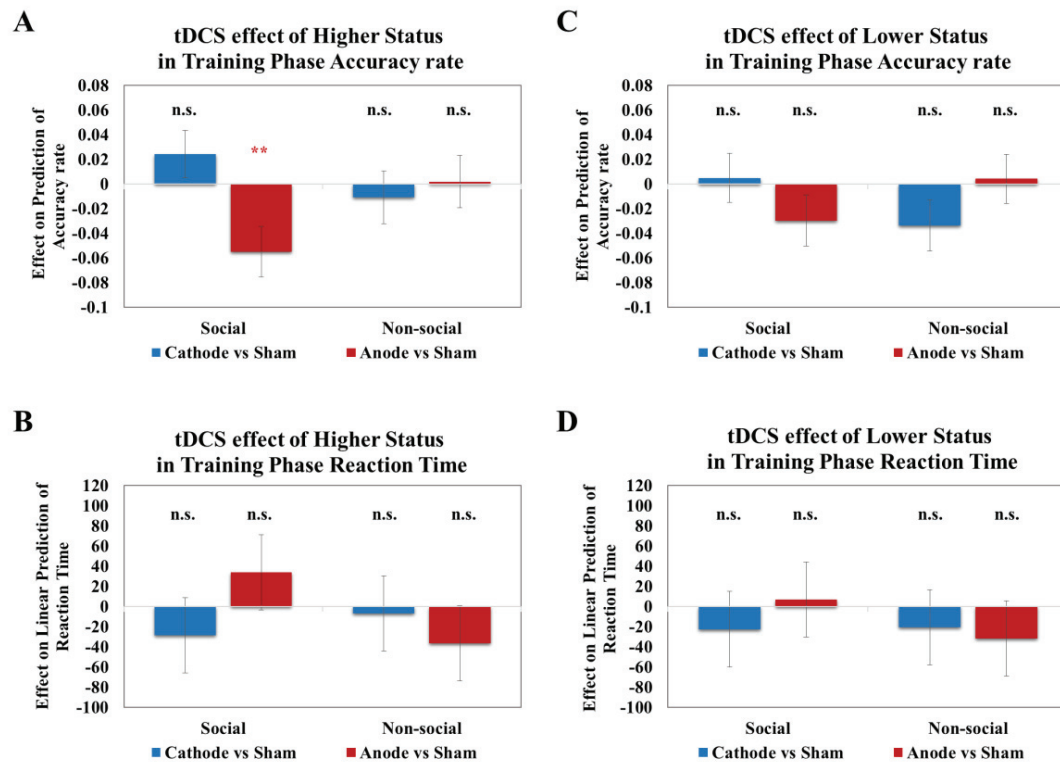 A
tDCS effect of Higher Status
in Training Phase Accuracy rate
Effect on Prediction of
Accuracy rate
0.08
0.06
0.04
0.02
0
-0.02
-0.04
-0.06
-0.08
-0.1
n.s.
**
n.s.
n.s.
Social
Non-social
Cathode vs Sham
Anode vs Sham
C
tDCS effect of Lower Status
in Training Phase Accuracy rate
Effect on Prediction of
Accuracy rate
0.08
0.06
0.04
0.02
0
-0.02
-0.04
-0.06
-0.08
-0.1
n.s.
n.s.
n.s.
n.s.
Social
Non-social
Cathode vs Sham
Anode vs Sham
B
tDCS effect of Higher Status
in Training Phase Reaction Time
Effect on Linear Prediction of
Reaction Time
120
100
80
60
40
20
0
-20
-40
-60
-80
-100
n.s.
n.s.
n.s.
n.s.
Social
Non-social
Cathode vs Sham
Anode vs Sham
D
tDCS effect of Lower Status
in Training Phase Reaction Time
Effect on Linear Prediction of
Reaction Time
120
100
80
60
40
20
0
-20
-40
-60
-80
-100
n.s.
n.s.
n.s.
n.s.
Social
Non-social
Cathode vs Sham
Anode vs Sham